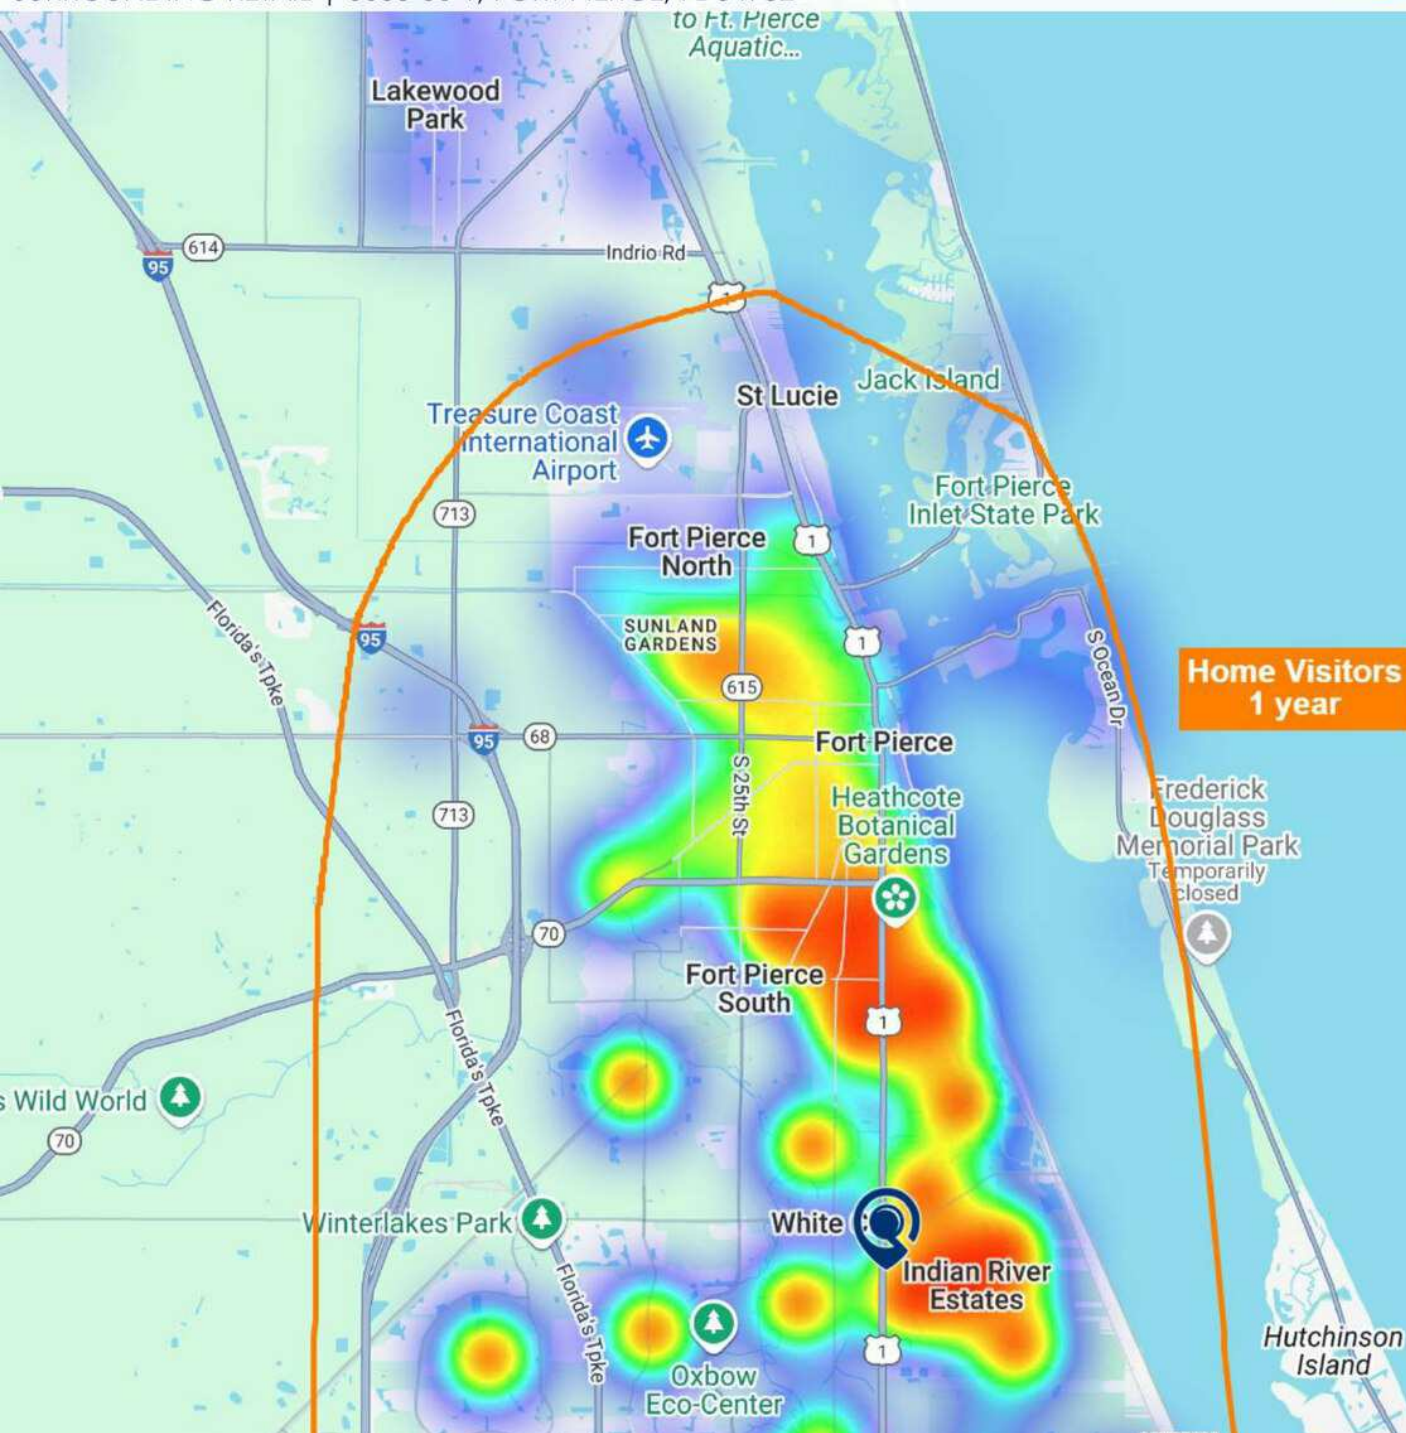 to Ft. Pierce
Aquatic...
Lakewood
Park
614
95
Indrio Rd
1
St Lucie
Jack Island
Treasure Coast
International
Airport
713
Fort Pierce
Inlet State Park
Fort Pierce
North
1
Florida's Tpke
95
SUNLAND
GARDENS
1
S Ocean Dr
Home Visitors
1 year
615
95
68
Fort Pierce
S 25th St
713
Heathcote
Botanical
Gardens
Frederick
Douglass
Memorial Park
Temporarily
closed
70
Fort Pierce
South
1
Florida's Tpke
s Wild World
70
Winterlakes Park
White
Indian River
Estates
Florida's Tpke
1
Oxbow
Eco-Center
Hutchinson
Island